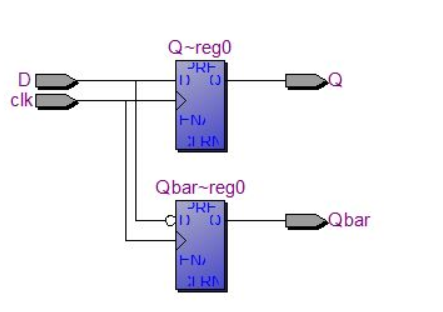 Q~reg0
D
PRE
D Q
Q
clk
ENA
CLRN
Qbar~reg0
PRE
D Q
Qbar
ENA
CLRN